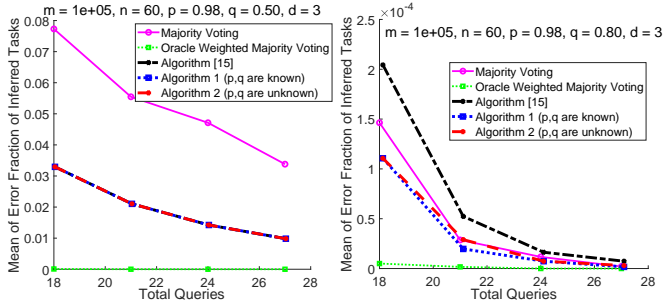 m = 1e+05, n = 60, p = 0.98, q = 0.50, d = 3
Mean of Error Fraction of Inferred Tasks
0.08
0.07
0.06
0.05
0.04
0.03
0.02
0.01
0
18
20
22
24
26
28
Total Queries
Majority Voting
Oracle Weighted Majority Voting
Algorithm [15]
Algorithm 1 (p,q are known)
Algorithm 2 (p,q are unknown)
×10⁻⁴
m = 1e+05, n = 60, p = 0.98, q = 0.80, d = 3
Mean of Error Fraction of Inferred Tasks
2.5
2
1.5
1
0.5
0
18
20
22
24
26
28
Total Queries
Majority Voting
Oracle Weighted Majority Voting
Algorithm [15]
Algorithm 1 (p,q are known)
Algorithm 2 (p,q are unknown)